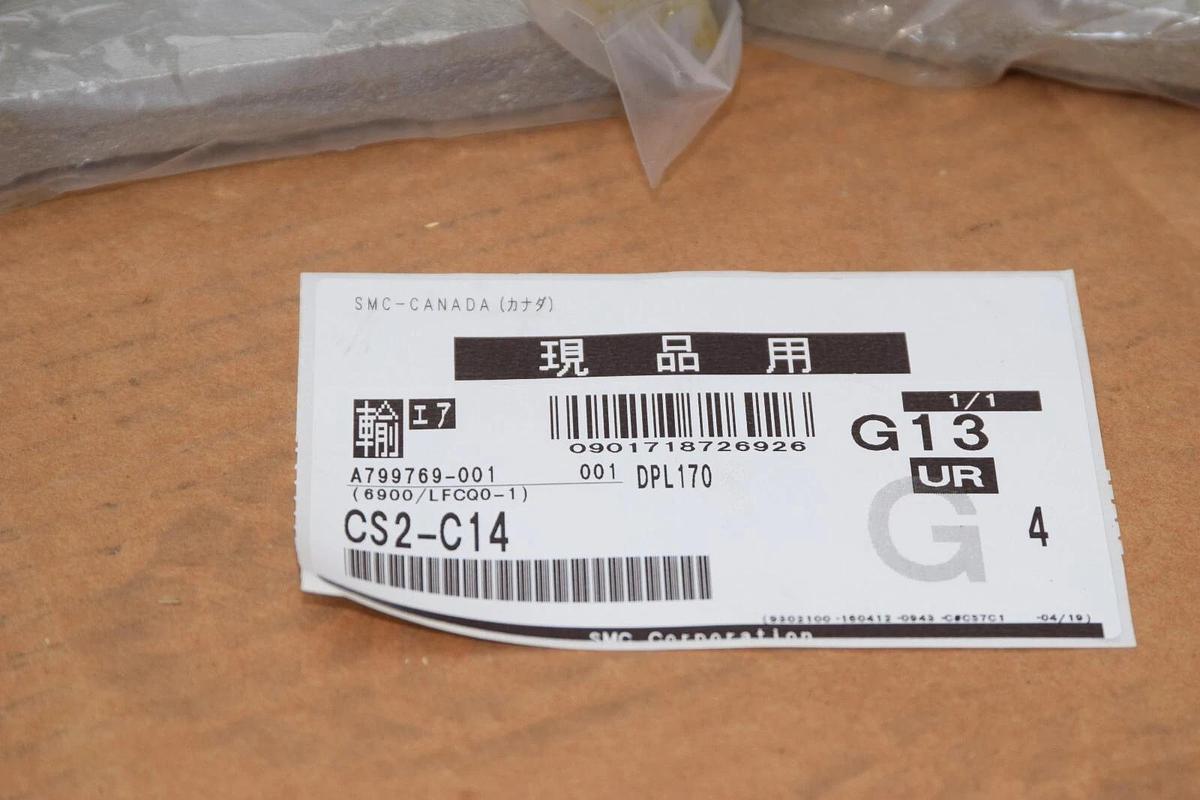 SMC-CANADA (カナダ)
現 品 用
輸 エア
0901718726926
1/1
G13
UR
A799769-001 001 DPL170
(6900/LFCQ0-1)
CS2-C14
G
4
(9302100 -160412 -0943 -C#C57C1 -04/19)
SMC Corporation